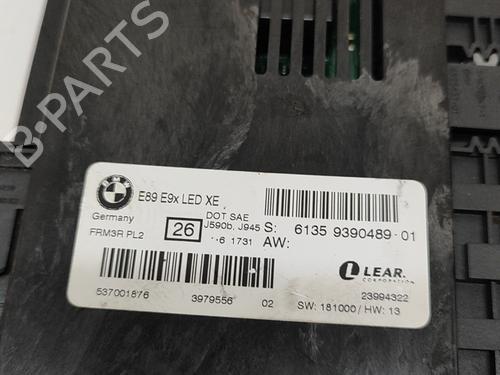 BMW
E89 E9x LED XE
Germany
FRM3R PL2
26
DOT SAE
J590b, J945
6 1731
S: 6135 9390489-01
AW:
LEAR.
CORPORATION
537001876
3979556
02
23994322
SW: 181000 / HW: 13
B-PARTS